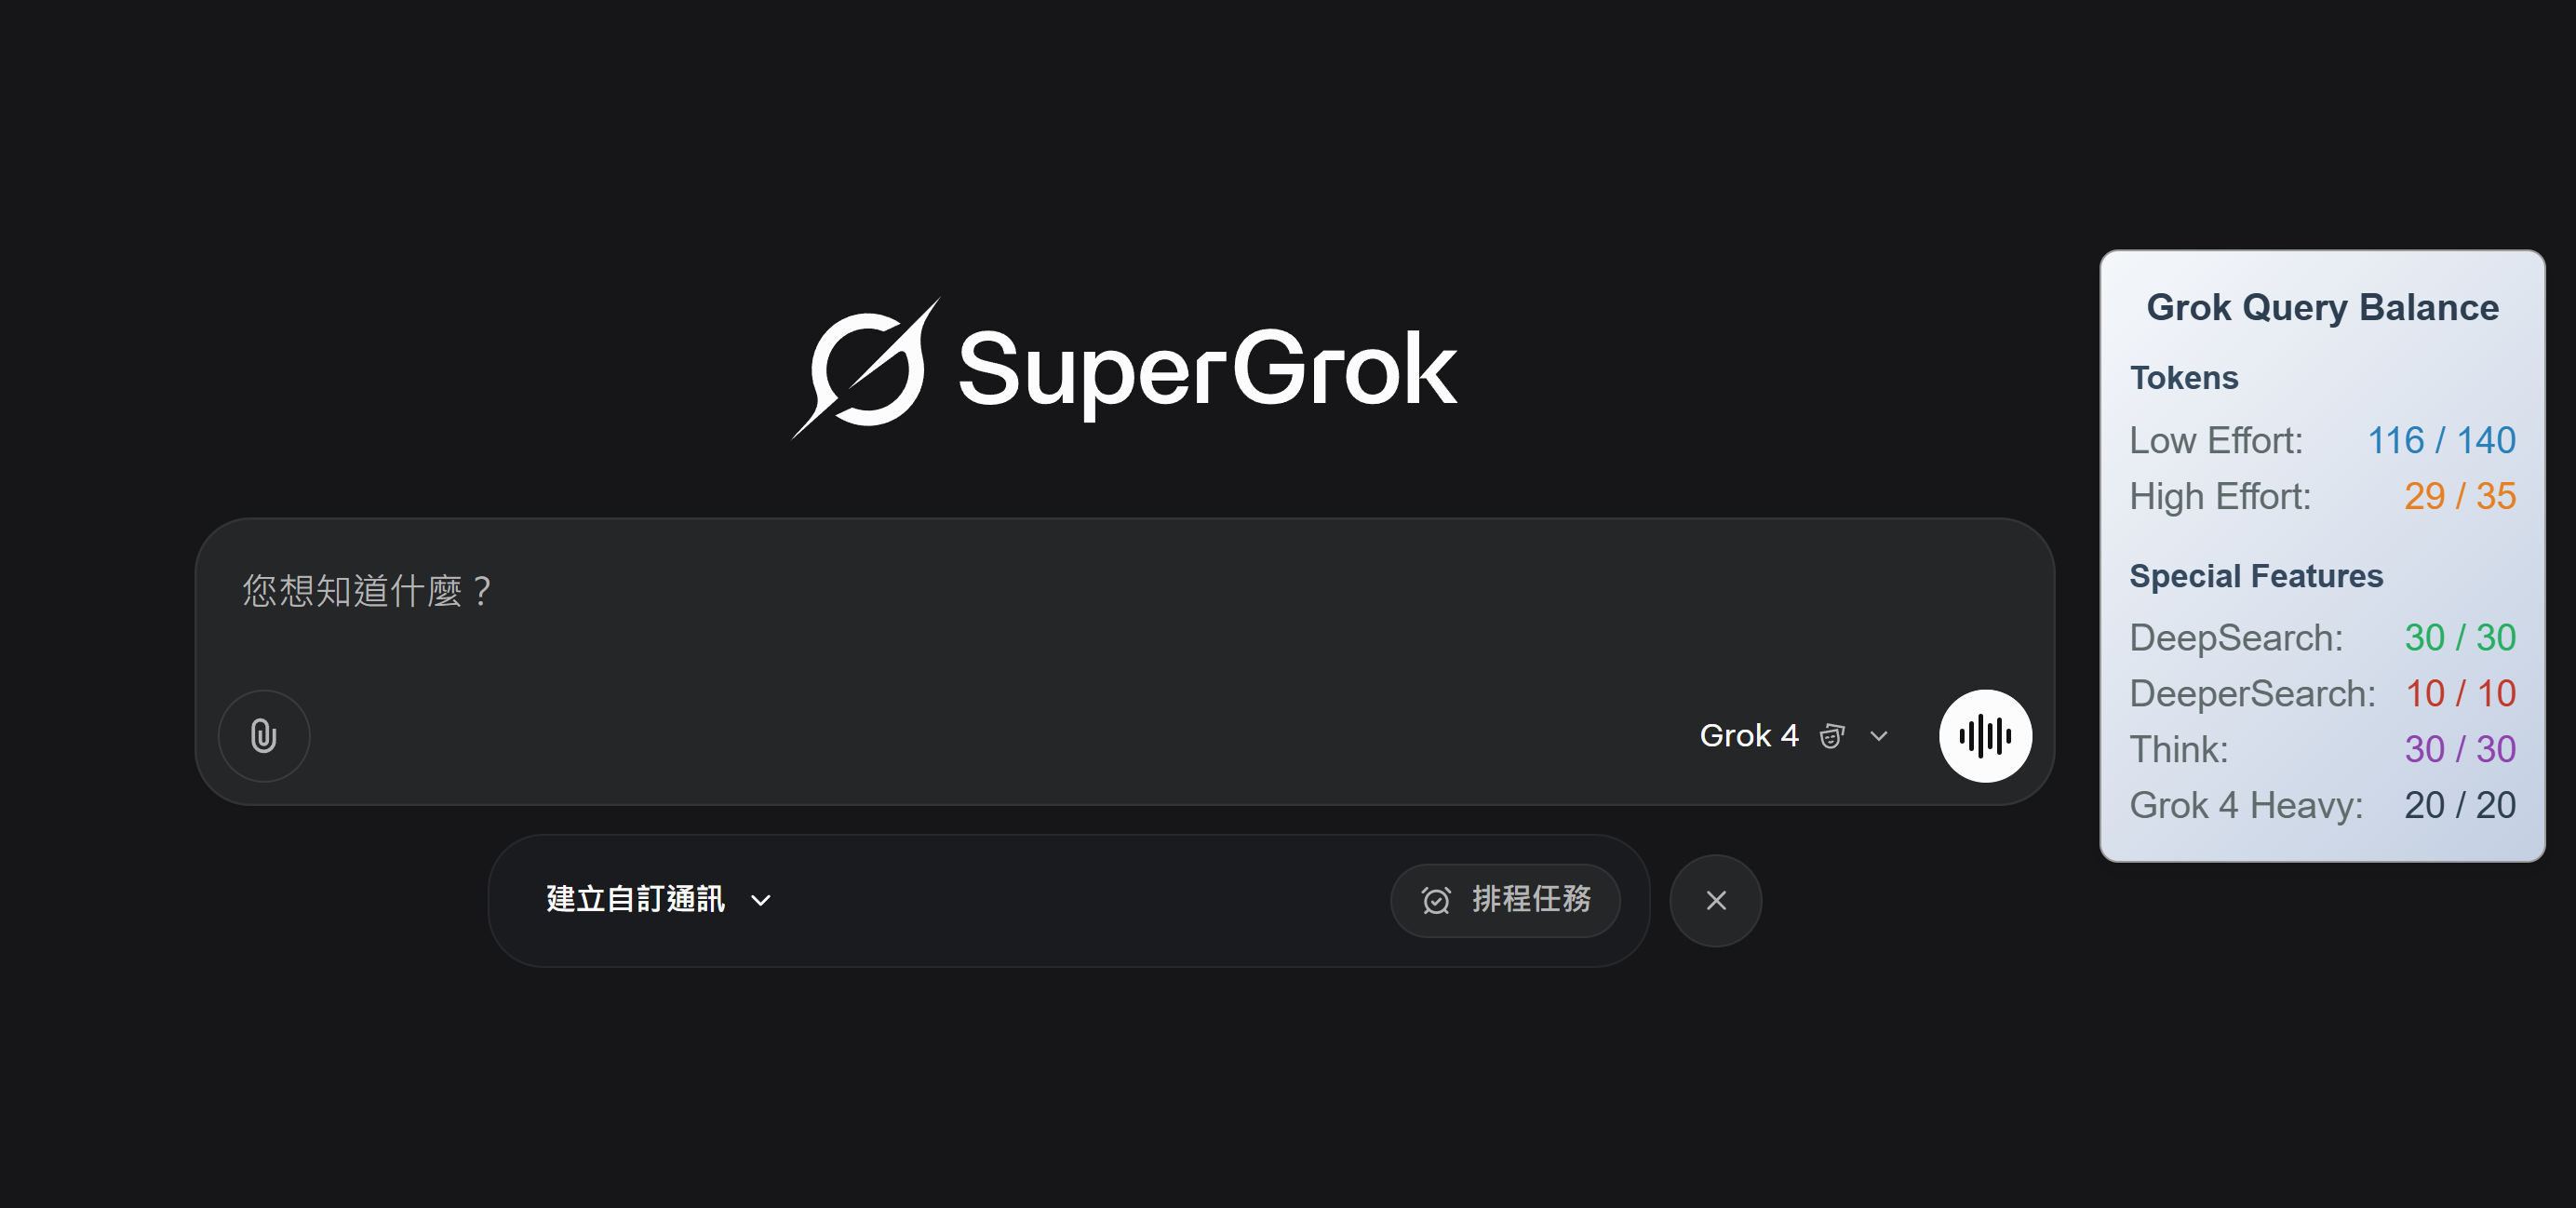 SuperGrok
您想知道什麼？
Grok 4
建立自訂通訊
排程任務
Grok Query Balance
Tokens
Low Effort: 116 / 140
High Effort: 29 / 35
Special Features
DeepSearch: 30 / 30
DeeperSearch: 10 / 10
Think: 30 / 30
Grok 4 Heavy: 20 / 20